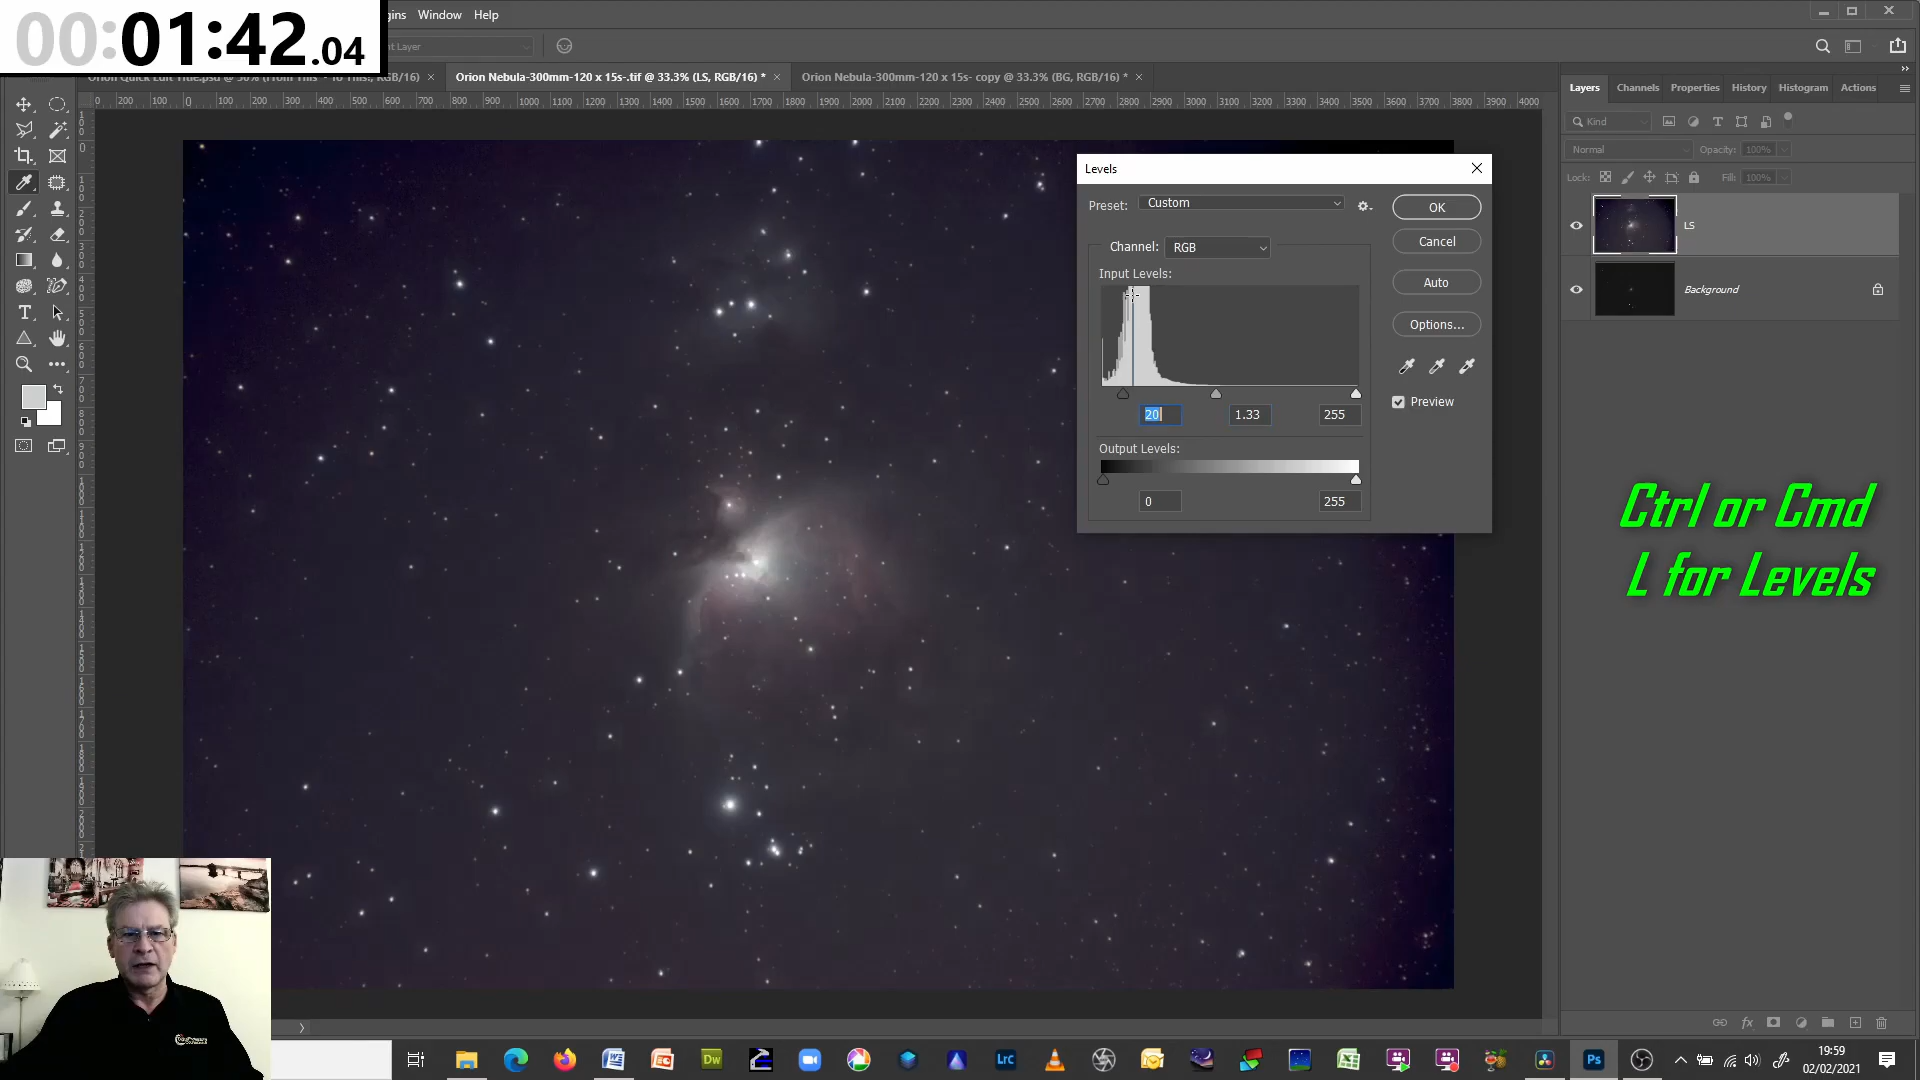 00:01:42.04
Window Help
Orion Nebula-300mm-120 x 15s-.tif @ 33.3% (LS, RGB/16) *
Orion Nebula-300mm-120 x 15s- copy @ 33.3% (BG, RGB/16) *
Layers Channels Properties History Histogram Actions
Kind
Normal Opacity: 100%
Lock: Fill: 100%
LS
Background
Levels
Preset: Custom
OK
Cancel
Channel: RGB
Input Levels:
Auto
Options...
Preview
20 1.33 255
Output Levels:
0 255
Ctrl or Cmd
L for Levels
Dw
Lrc
Ps
19:59
02/02/2021